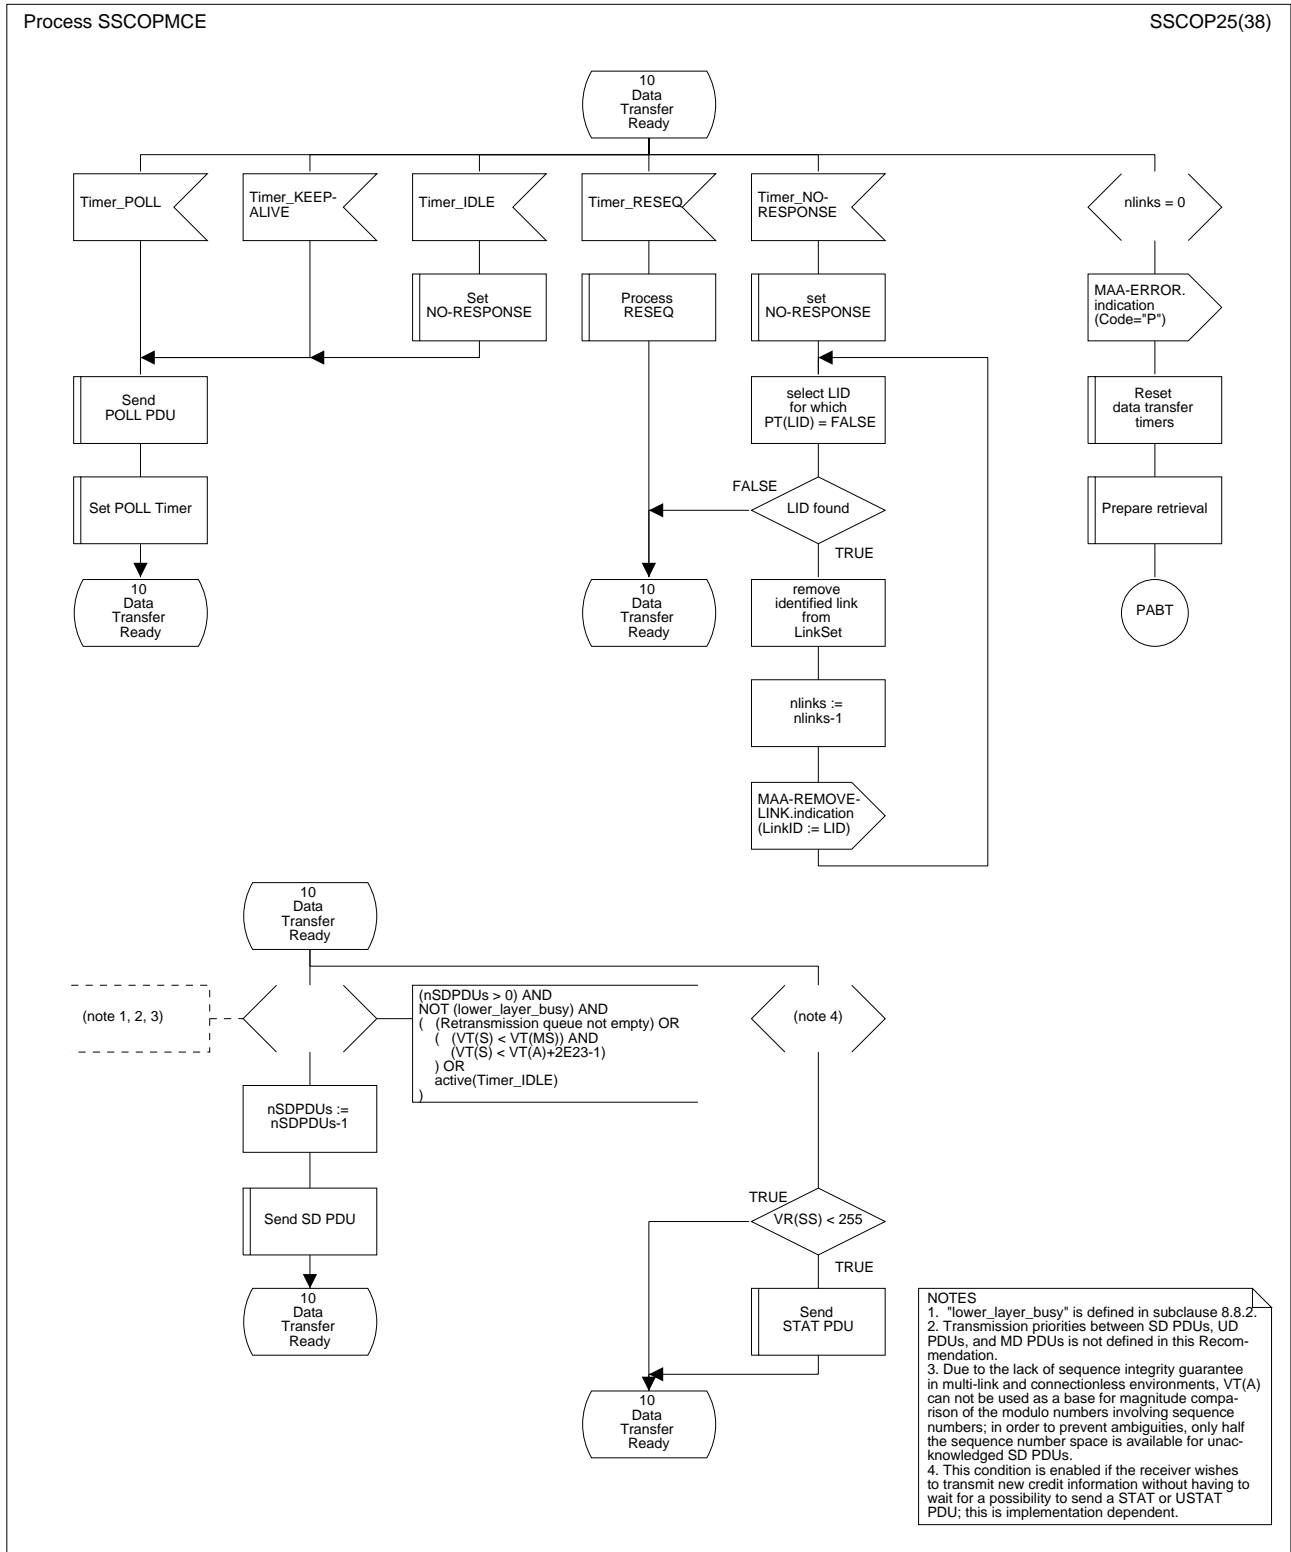 Process SSCOPMCE
SSCOP25(38)
10
Data
Transfer
Ready
Timer_POLL
Timer_KEEP-
ALIVE
Timer_IDLE
Timer_RESEQ
Timer_NO-
RESPONSE
nlinks = 0
Set
NO-RESPONSE
Process
RESEQ
set
NO-RESPONSE
MAA-ERROR.
indication
(Code="P")
Send
POLL PDU
select LID
for which
PT(LID) = FALSE
Reset
data transfer
timers
Set POLL Timer
FALSE
LID found
TRUE
Prepare retrieval
10
Data
Transfer
Ready
10
Data
Transfer
Ready
remove
identified link
from
LinkSet
PABT
nlinks :=
nlinks-1
MAA-REMOVE-
LINK.indication
(LinkID := LID)
10
Data
Transfer
Ready
(note 1, 2, 3)
(nSDPDUs > 0) AND
NOT (lower_layer_busy) AND
( (Retransmission queue not empty) OR
( (VT(S) < VT(MS)) AND
(VT(S) < VT(A)+2E23-1)
) OR
active(Timer_IDLE)
)
(note 4)
nSDPDUs :=
nSDPDUs-1
Send SD PDU
TRUE
VR(SS) < 255
TRUE
10
Data
Transfer
Ready
Send
STAT PDU
10
Data
Transfer
Ready
NOTES
1. "lower_layer_busy" is defined in subclause 8.8.2.
2. Transmission priorities between SD PDUs, UD
PDUs, and MD PDUs is not defined in this Recom-
mendation.
3. Due to the lack of sequence integrity guarantee
in multi-link and connectionless environments, VT(A)
can not be used as a base for magnitude compa-
rison of the modulo numbers involving sequence
numbers; in order to prevent ambiguities, only half
the sequence number space is available for unac-
knowledged SD PDUs.
4. This condition is enabled if the receiver wishes
to transmit new credit information without having to
wait for a possibility to send a STAT or USTAT
PDU; this is implementation dependent.